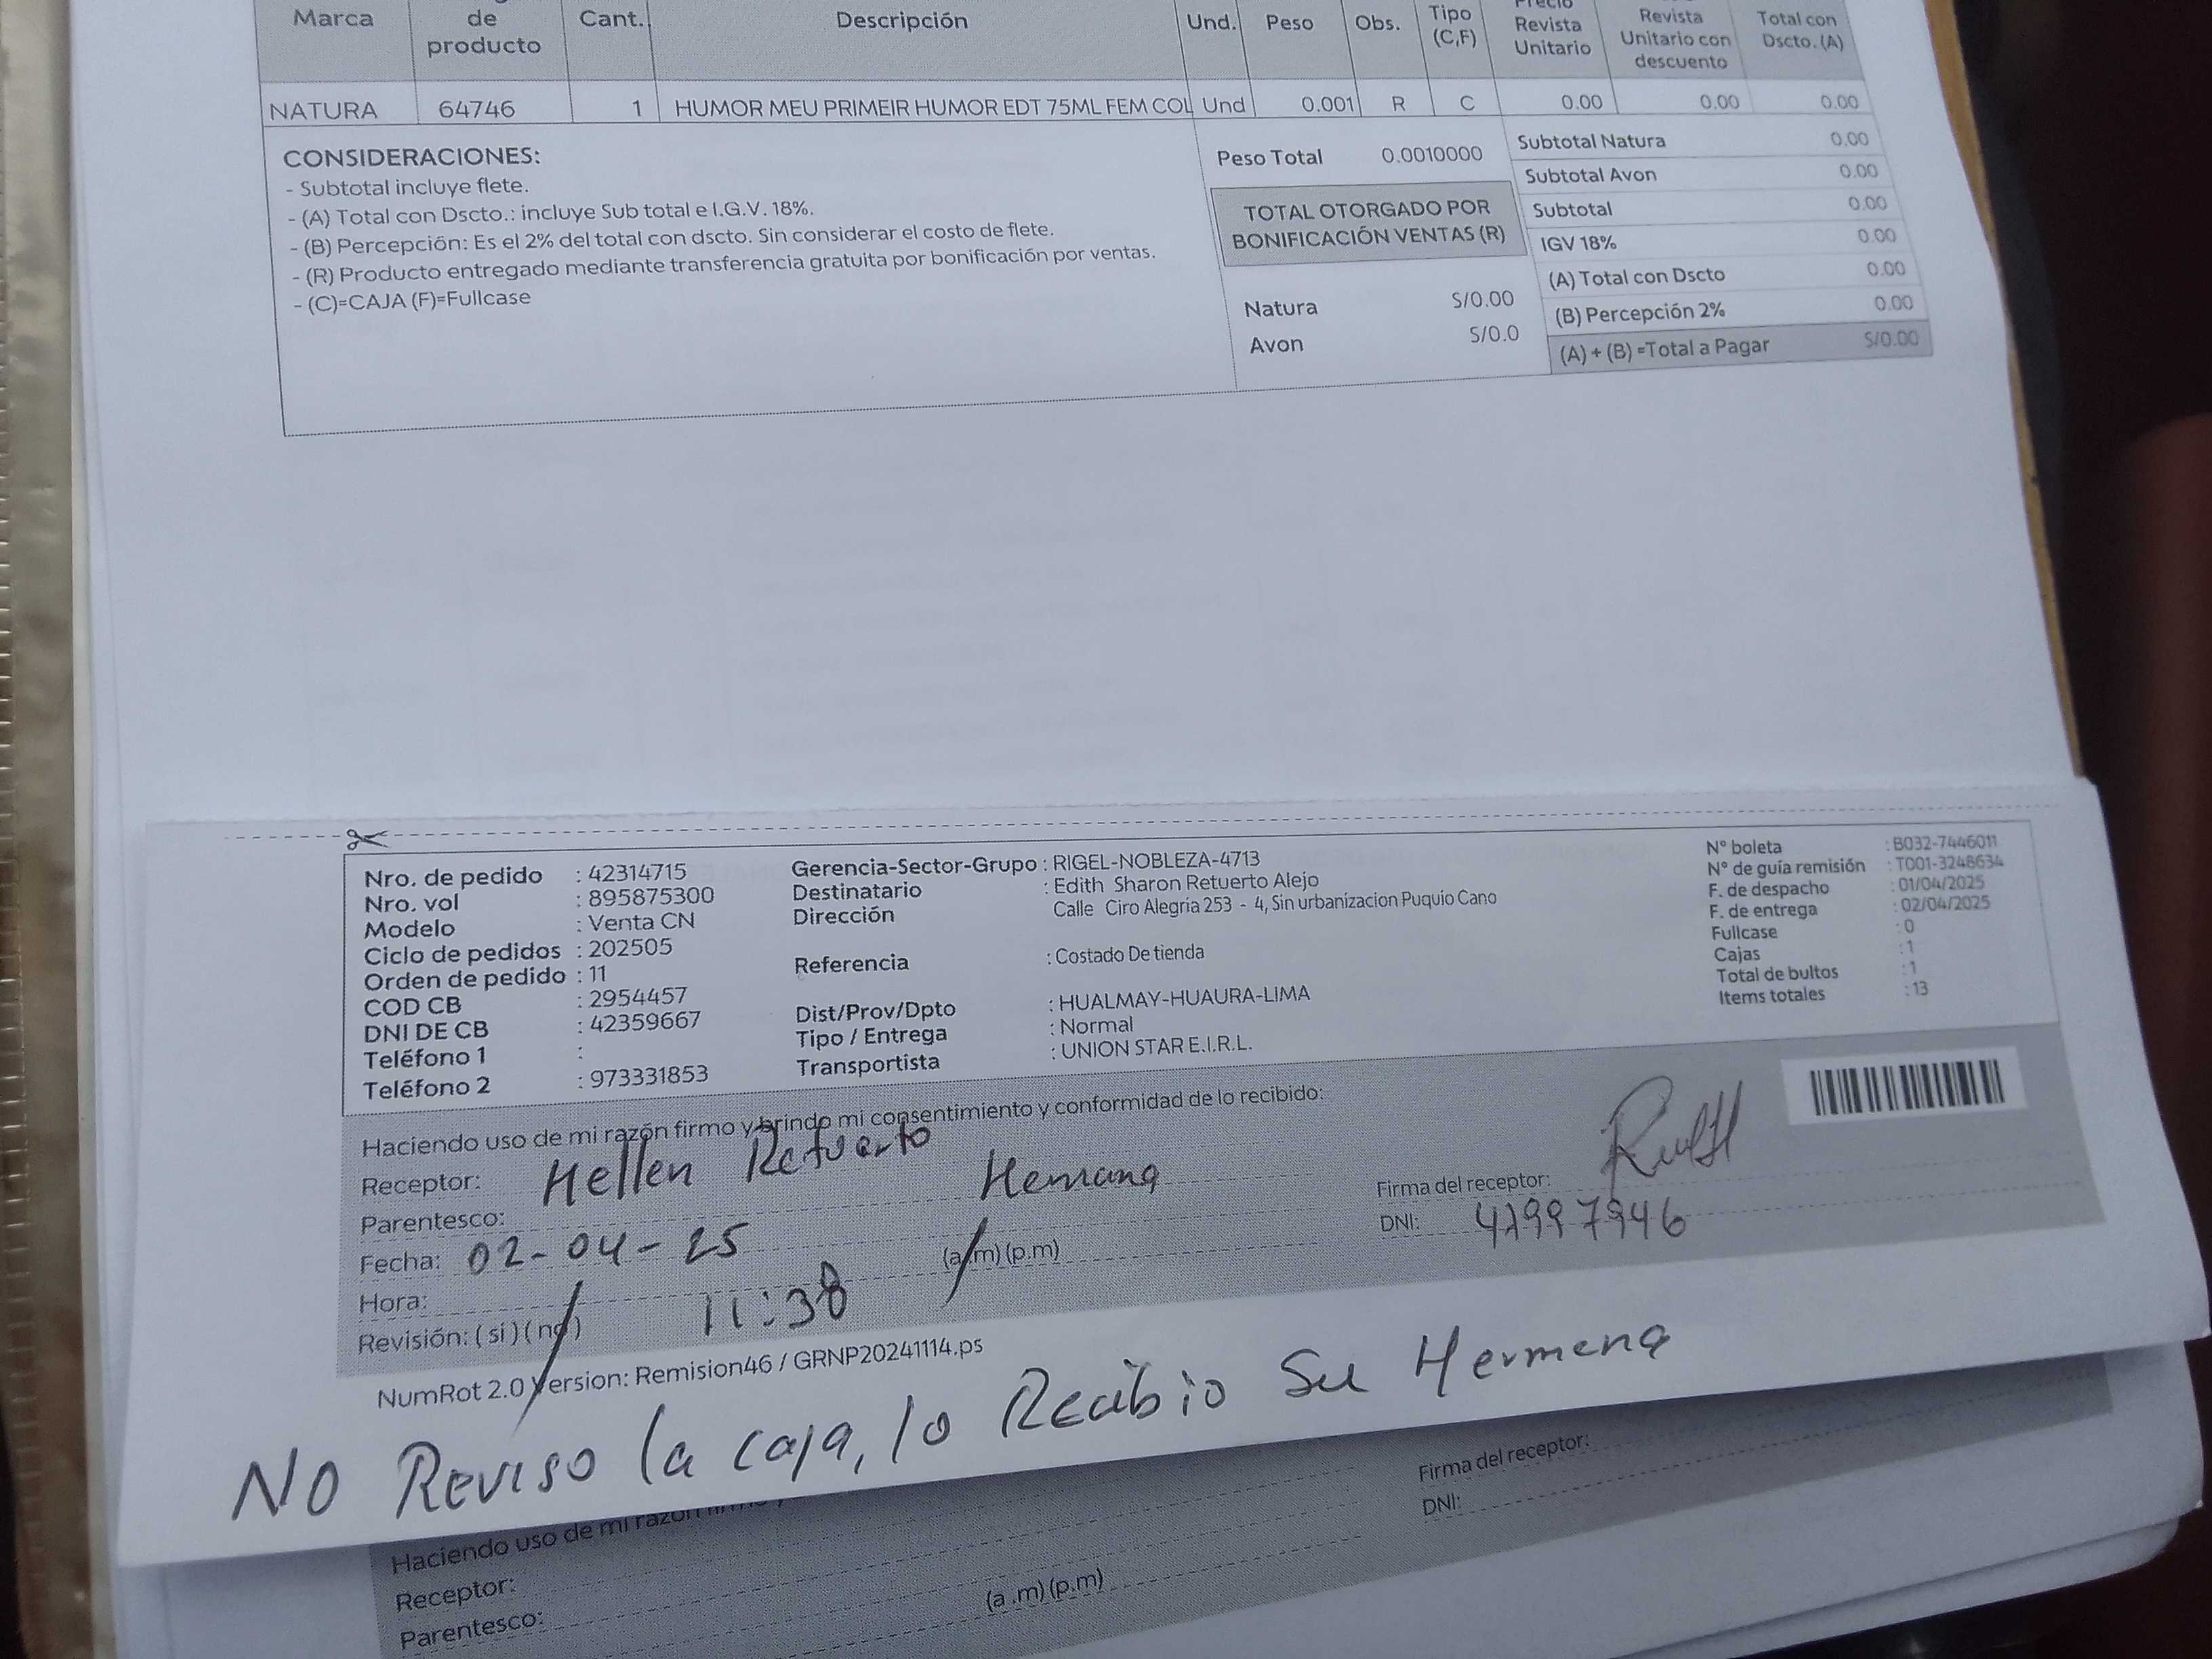 Marca de producto Cant. Descripción Und. Peso Obs. Tipo (C,F) Precio Revista Unitario Revista Unitario con descuento Total con Dscto. (A)
NATURA 64746 1 HUMOR MEU PRIMEIR HUMOR EDT 75ML FEM COL Und 0.001 R C 0.00 0.00 0.00
CONSIDERACIONES:
- Subtotal incluye flete.
- (A) Total con Dscto.: incluye Sub total e I.G.V. 18%.
- (B) Percepción: Es el 2% del total con dscto. Sin considerar el costo de flete.
- (R) Producto entregado mediante transferencia gratuita por bonificación por ventas.
- (C)=CAJA (F)=Fullcase
Peso Total 0.0010000
TOTAL OTORGADO POR
BONIFICACIÓN VENTAS (R)
Natura S/0.00
Avon S/0.0
Subtotal Natura 0.00
Subtotal Avon 0.00
Subtotal 0.00
IGV 18% 0.00
(A) Total con Dscto 0.00
(B) Percepción 2% 0.00
(A) + (B) =Total a Pagar S/0.00
Nro. de pedido : 42314715
Nro. vol : 895875300
Modelo : Venta CN
Ciclo de pedidos : 202505
Orden de pedido : 11
COD CB : 2954457
DNI DE CB : 42359667
Teléfono 1 :
Teléfono 2 : 973331853
Gerencia-Sector-Grupo : RIGEL-NOBLEZA-4713
Destinatario : Edith Sharon Retuerto Alejo
Dirección Calle Ciro Alegria 253 - 4, Sin urbanizacion Puquio Cano
Referencia : Costado De tienda
Dist/Prov/Dpto : HUALMAY-HUAURA-LIMA
Tipo / Entrega : Normal
Transportista : UNION STAR E.I.R.L.
N° boleta : B032-7446011
N° de guía remisión : T001-3248634
F. de despacho : 01/04/2025
F. de entrega : 02/04/2025
Fullcase : 0
Cajas : 1
Total de bultos : 1
Items totales : 13
Haciendo uso de mi razón firmo y brindo mi consentimiento y conformidad de lo recibido:
Receptor: Hellen Retuerto
Parentesco: Hemana
Fecha: 02-04-25
Hora: 11:38 (a.m) (p.m)
Revisión: ( si ) ( no )
Firma del receptor:
DNI: 41997946
NumRot 2.0 Version: Remision46 / GRNP20241114.ps
NO Reviso la caja, lo Recibio Su Hermena
Haciendo uso de mi razón
Receptor:
Parentesco:
(a .m) (p.m)
Firma del receptor:
DNI: